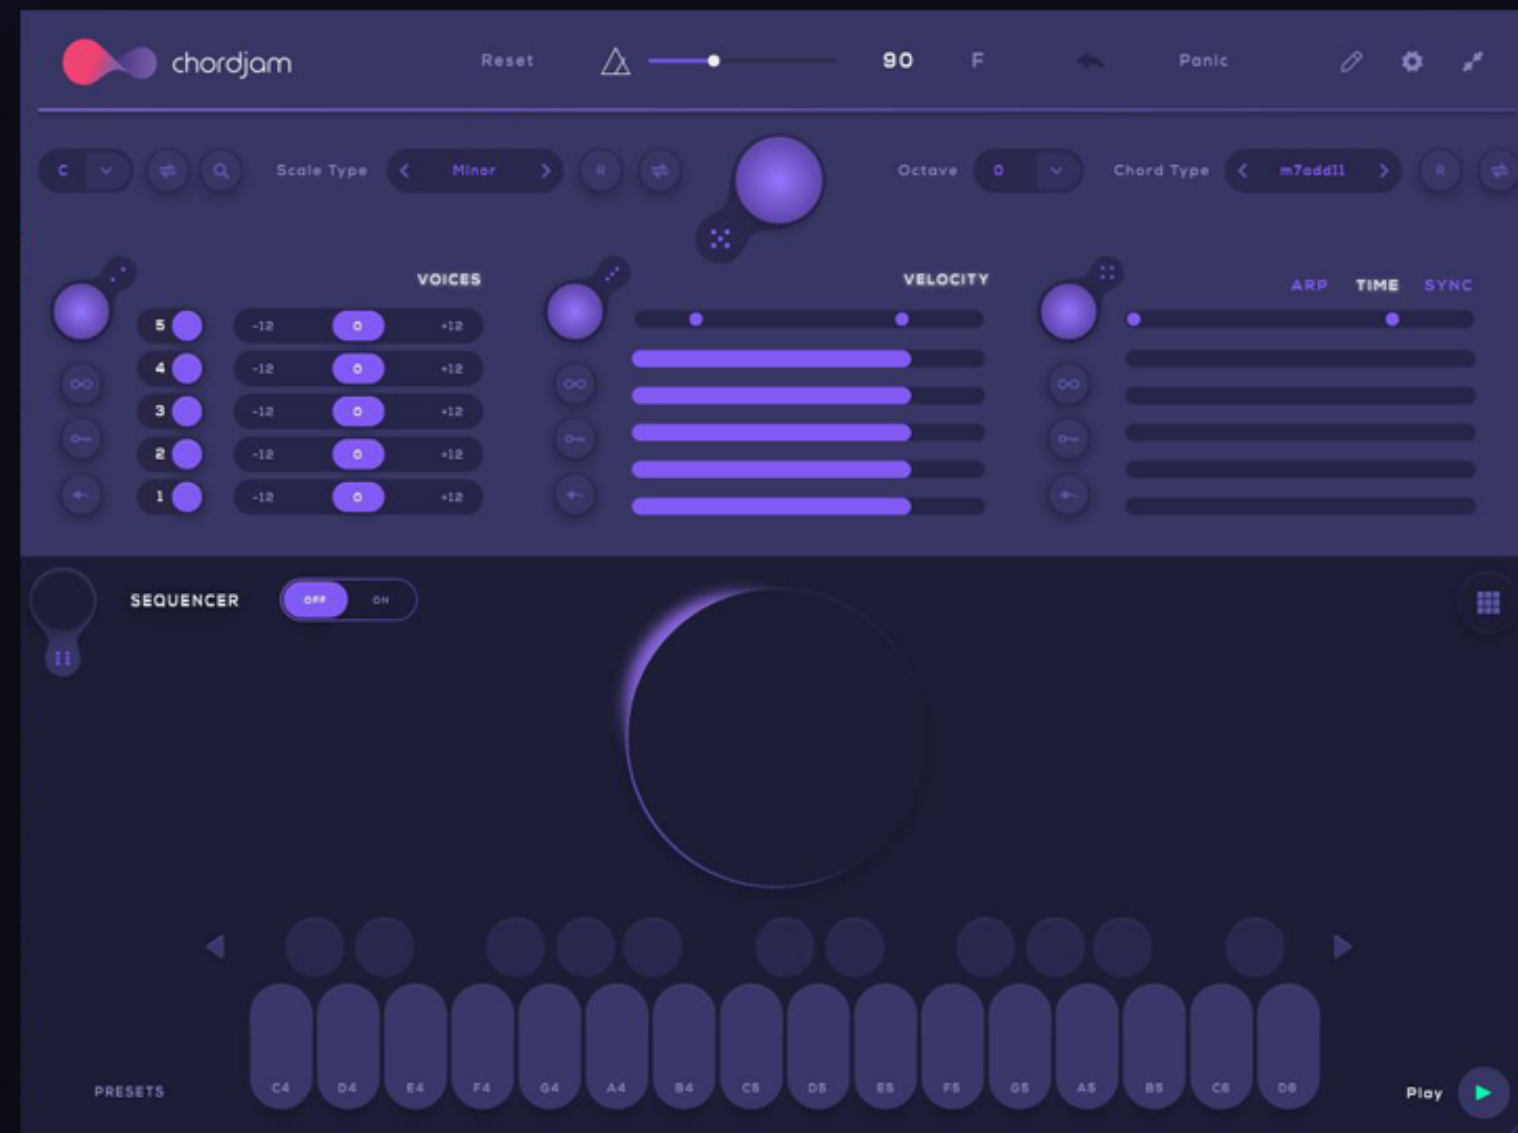 chordjam Reset 90 F Panic
C Scale Type Minor R Octave 0 Chord Type m7add11 R
VOICES VELOCITY ARP TIME SYNC
5 -12 0 +12
4 -12 0 +12
3 -12 0 +12
2 -12 0 +12
1 -12 0 +12
SEQUENCER OFF ON
C4 D4 E4 F4 G4 A4 B4 C5 D5 E5 F5 G5 A5 B5 C6 D6
PRESETS Play